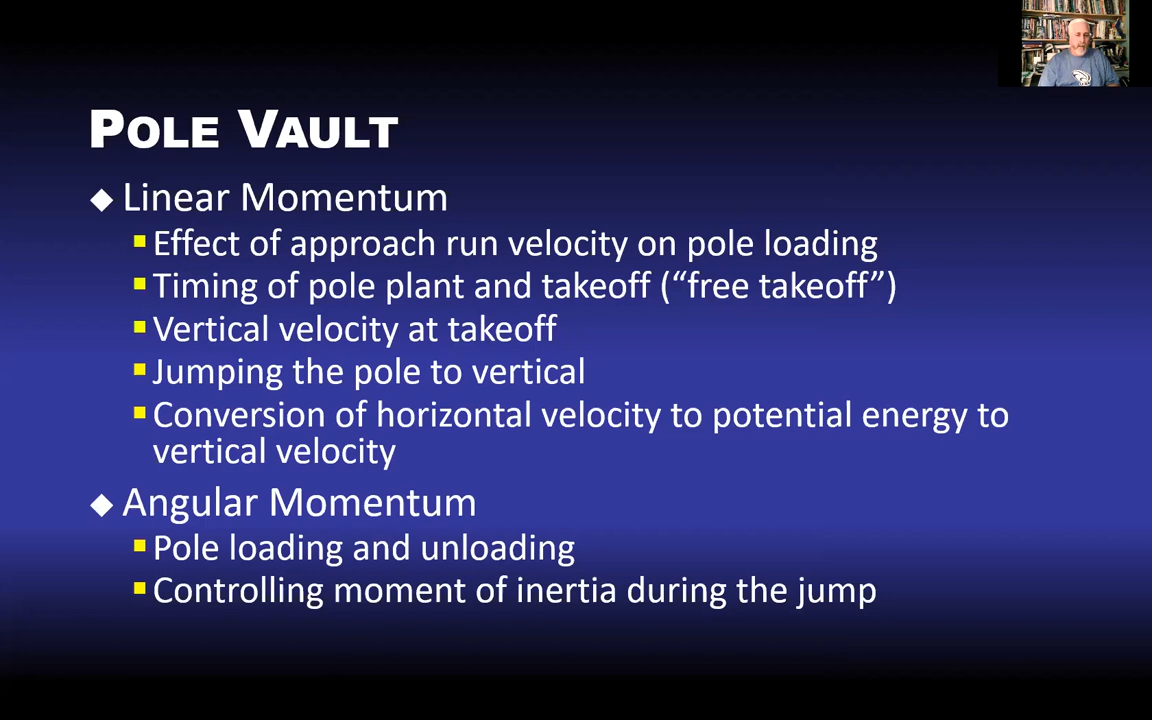 POLE VAULT
Linear Momentum
Effect of approach run velocity on pole loading
Timing of pole plant and takeoff (“free takeoff”)
Vertical velocity at takeoff
Jumping the pole to vertical
Conversion of horizontal velocity to potential energy to
vertical velocity
Angular Momentum
Pole loading and unloading
Controlling moment of inertia during the jump